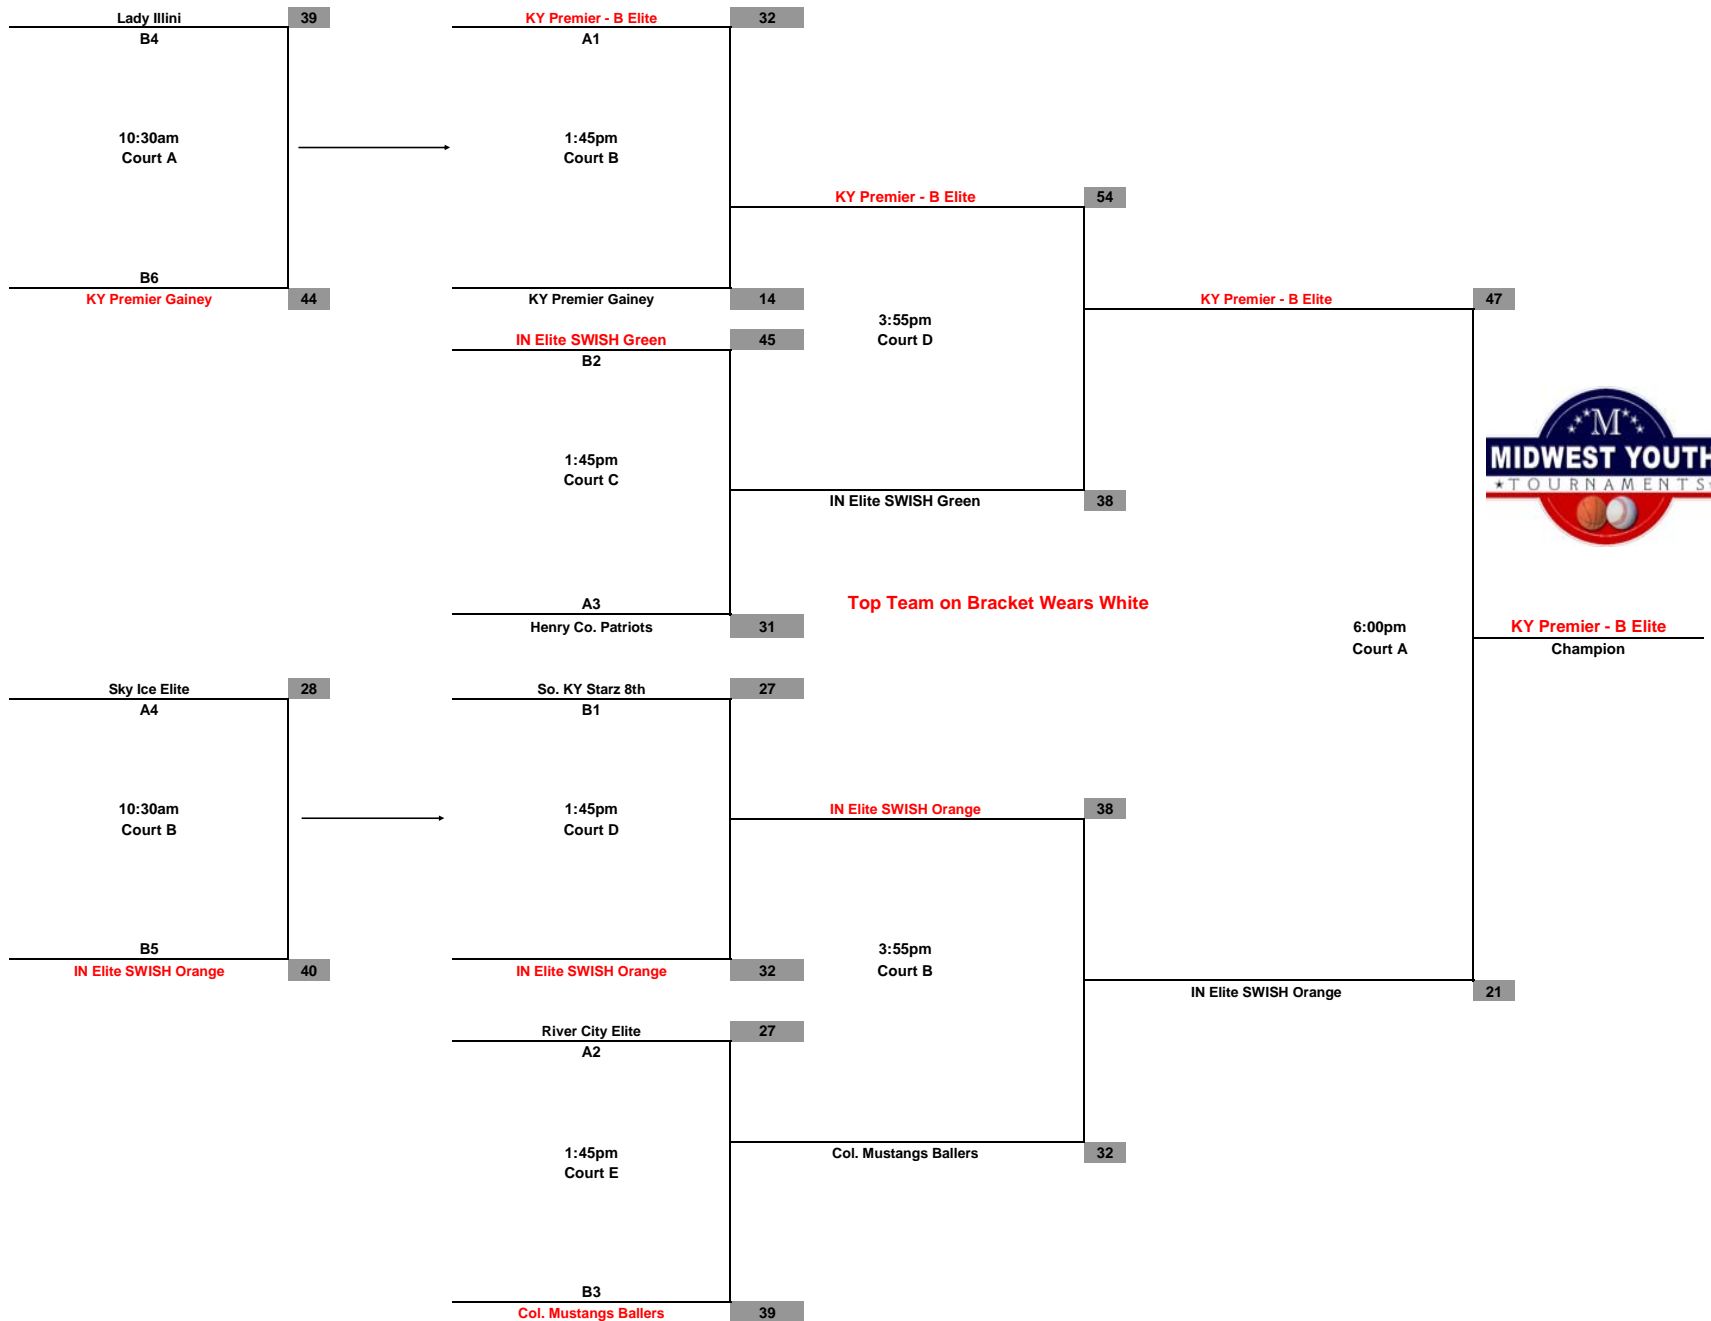 Lady Illini 39
B4
10:30am
Court A
B6
KY Premier Gainey 44
KY Premier - B Elite 32
A1
1:45pm
Court B
KY Premier Gainey 14
IN Elite SWISH Green 45
B2
1:45pm
Court C
A3
Henry Co. Patriots 31
KY Premier - B Elite 54
3:55pm
Court D
IN Elite SWISH Green 38
KY Premier - B Elite 47
M
MIDWEST YOUTH
TOURNAMENTS
Top Team on Bracket Wears White
6:00pm
Court A
KY Premier - B Elite
Champion
Sky Ice Elite 28
A4
10:30am
Court B
B5
IN Elite SWISH Orange 40
So. KY Starz 8th 27
B1
1:45pm
Court D
IN Elite SWISH Orange 32
River City Elite 27
A2
1:45pm
Court E
B3
Col. Mustangs Ballers 39
IN Elite SWISH Orange 38
3:55pm
Court B
Col. Mustangs Ballers 32
IN Elite SWISH Orange 21